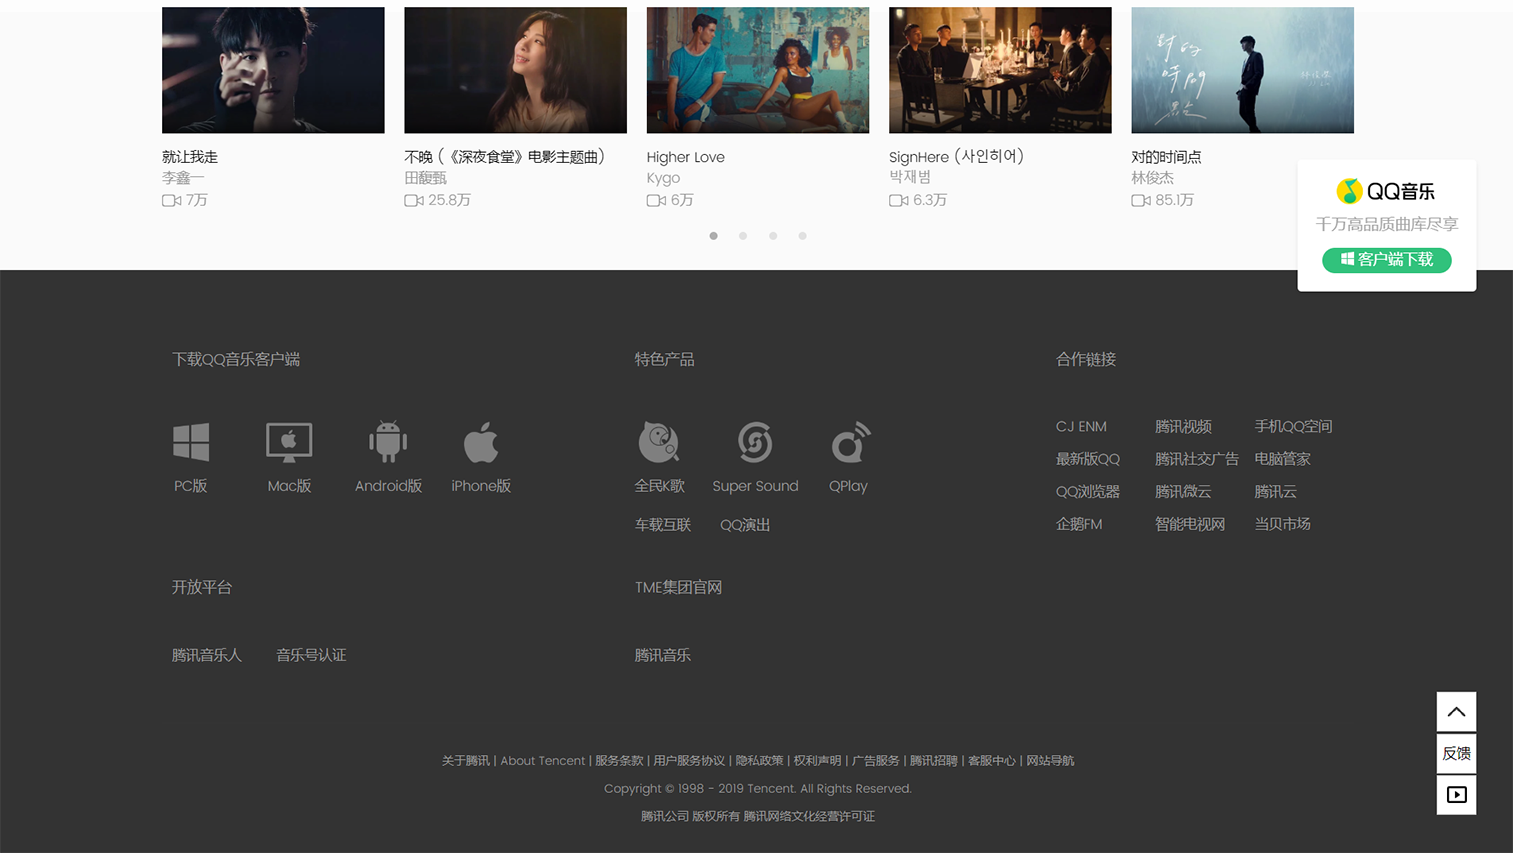 对的
時間
點
就让我走
李鑫一
7万
不晚（《深夜食堂》电影主题曲）
田馥甄
25.8万
Higher Love
Kygo
6万
SignHere (사인히어)
박재범
6.3万
对的时间点
林俊杰
85.1万
QQ音乐
千万高品质曲库尽享
客户端下载
下载QQ音乐客户端
PC版
Mac版
Android版
iPhone版
特色产品
全民K歌
Super Sound
QPlay
车载互联
QQ演出
合作链接
CJ ENM
腾讯视频
手机QQ空间
最新版QQ
腾讯社交广告
电脑管家
QQ浏览器
腾讯微云
腾讯云
企鹅FM
智能电视网
当贝市场
开放平台
腾讯音乐人
音乐号认证
TME集团官网
腾讯音乐
反馈
关于腾讯 | About Tencent | 服务条款 | 用户服务协议 | 隐私政策 | 权利声明 | 广告服务 | 腾讯招聘 | 客服中心 | 网站导航
Copyright © 1998 - 2019 Tencent. All Rights Reserved.
腾讯公司 版权所有 腾讯网络文化经营许可证